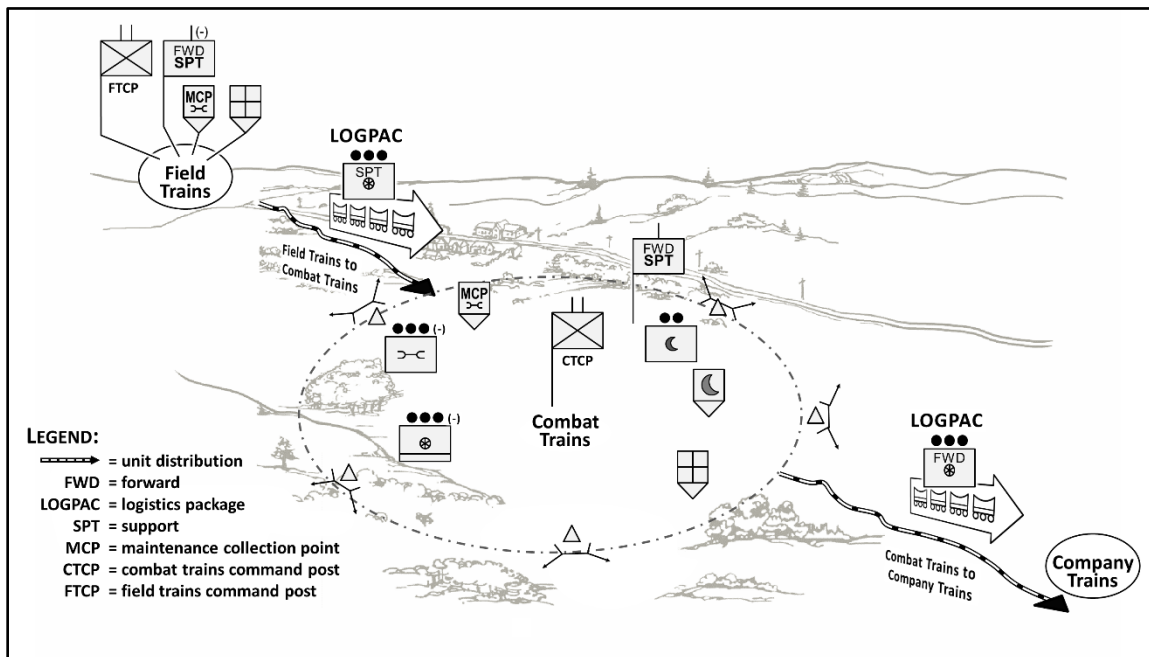 (-)
FWD
SPT
FTCP
MCP
Field
Trains
LOGPAC
SPT
Field Trains to
Combat Trains
MCP
FWD
SPT
(-)
CTCP
(-)
Combat
Trains
LOGPAC
FWD
Combat Trains to
Company Trains
Company
Trains
LEGEND:
= unit distribution
FWD = forward
LOGPAC = logistics package
SPT = support
MCP = maintenance collection point
CTCP = combat trains command post
FTCP = field trains command post